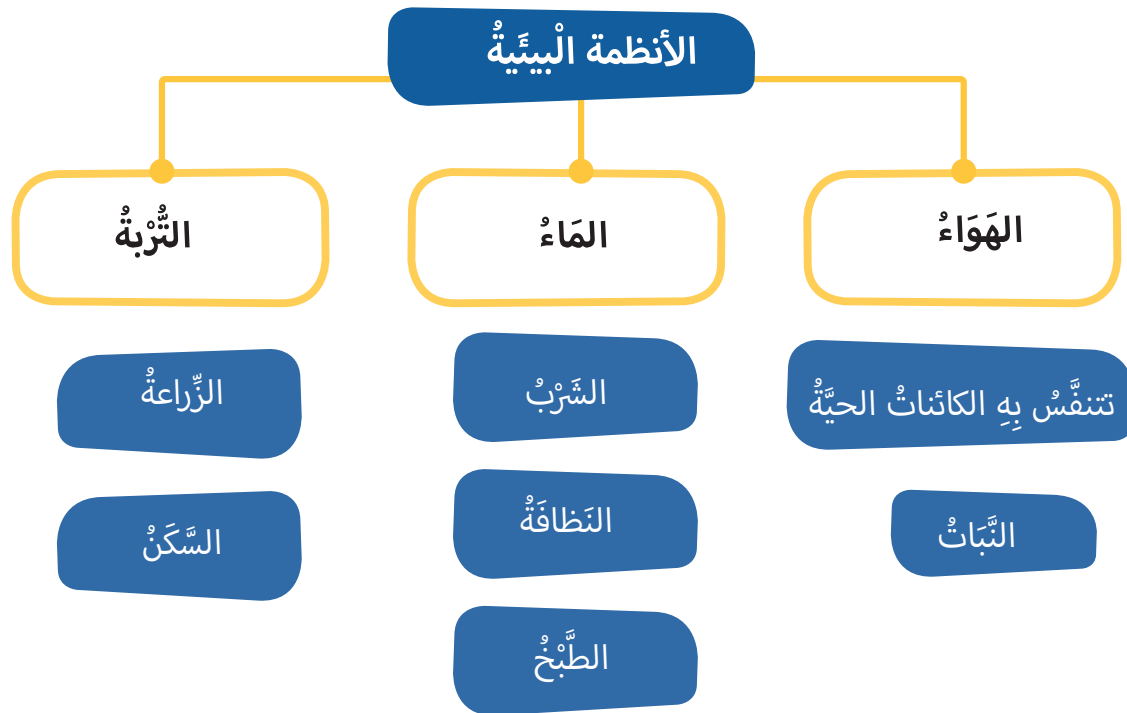 الأنظمة الْبيئَيةُ
الهَوَاءُ
المَاءُ
التُّرْبةُ
تتنفَّسُ بِهِ الكائناتُ الحيَّةُ
الشَرْبُ
الزِّراعةُ
النَّبَاتُ
النَظافَةُ
السَّكَنُ
الطَّبْخُ